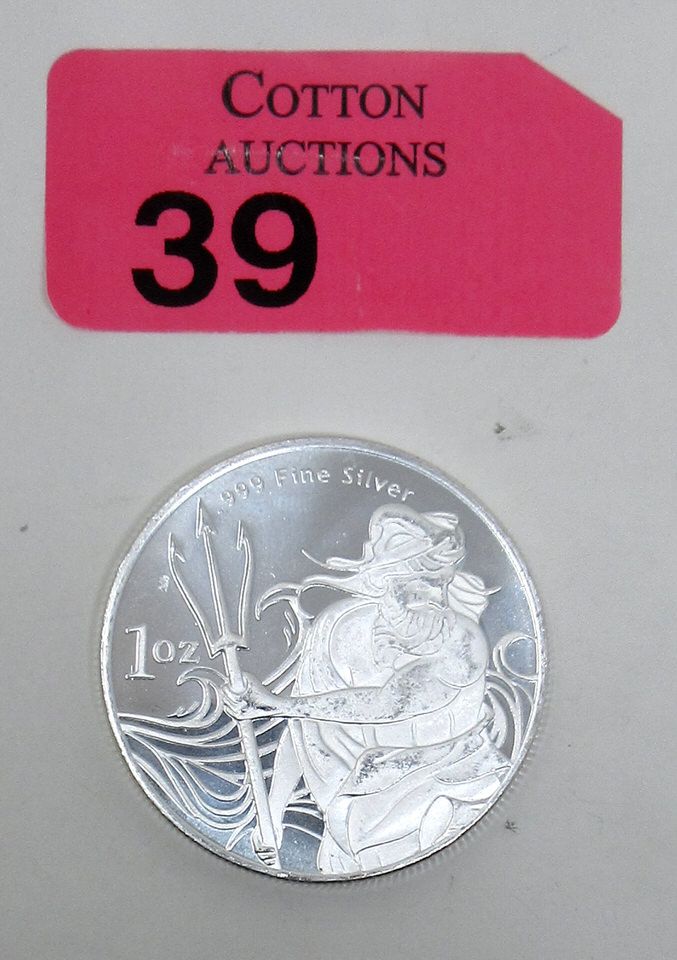 COTTON
AUCTIONS
39
.999 Fine Silver
1oz